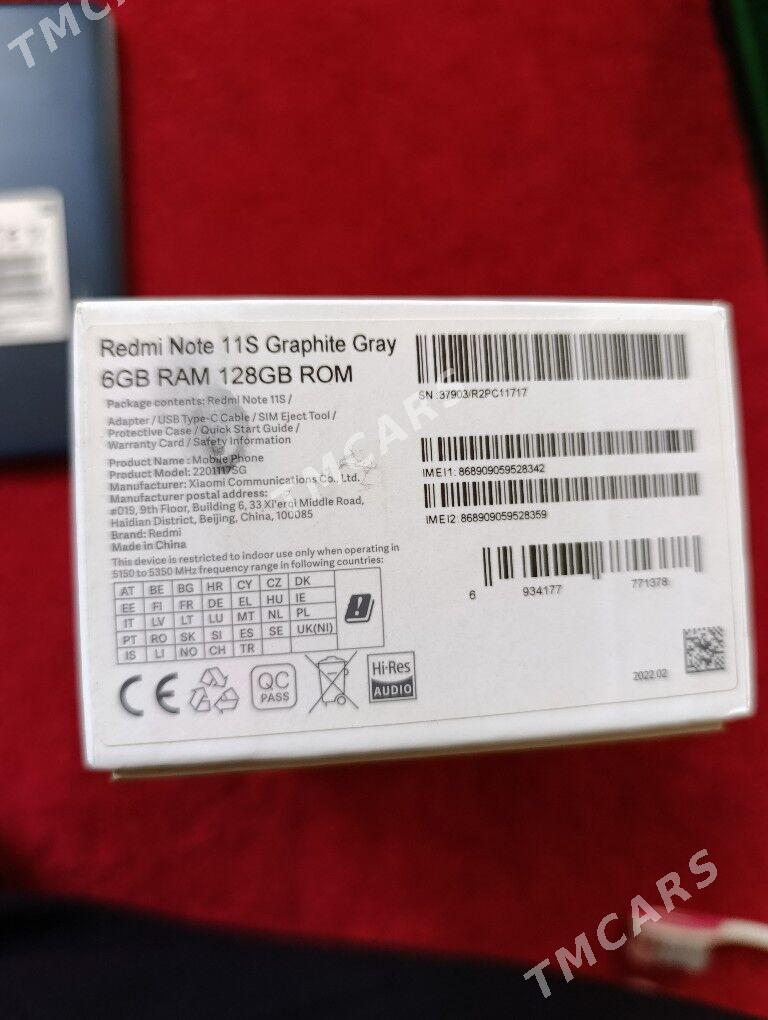 TMCARS
Redmi Note 11S Graphite Gray
6GB RAM 128GB ROM
Package contents: Redmi Note 11S /
Adapter / USB Type-C Cable / SIM Eject Tool /
Protective Case / Quick Start Guide /
Warranty Card / Safety Information
Product Name : Mobile Phone
Product Model: 2201117SG
Manufacturer: Xiaomi Communications Co., Ltd.
Manufacturer postal address:
#019, 9th Floor, Building 6, 33 Xi'erqi Middle Road,
Haidian District, Beijing, China, 100085
Brand: Redmi
Made in China
This device is restricted to indoor use only when operating in
5150 to 5350 MHz frequency range in following countries:
AT BE BG HR CY CZ DK
EE FI FR DE EL HU IE
IT LV LT LU MT NL PL
PT RO SK SI ES SE UK(NI)
IS LI NO CH TR
CE
QC
PASS
Hi-Res
AUDIO
SN:37903/R2PC11717
IMEI1: 868909059528342
IMEI2: 868909059528359
6 934177 771378
2022.02
TMCARS
TMCARS